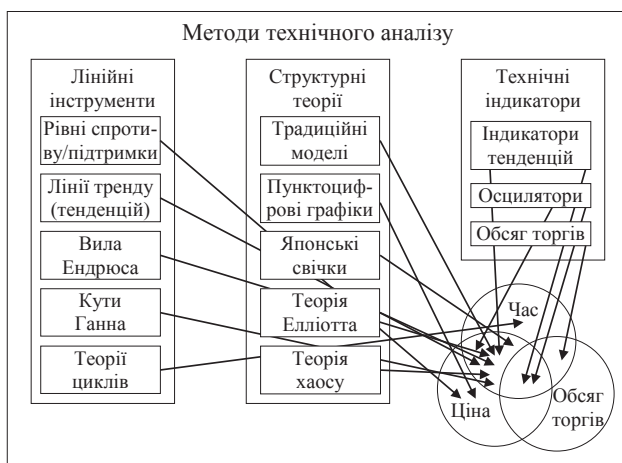 Методи технічного аналізу
Лінійні
інструменти
Рівні спроти-
ву/підтримки
Лінії тренду
(тенденцій)
Вила
Ендрюса
Кути
Ганна
Теорії
циклів
Структурні
теорії
Традиційні
моделі
Пунктоциф-
рові графіки
Японські
свічки
Теорія
Елліотта
Теорія
хаосу
Технічні
індикатори
Індикатори
тенденцій
Осцилятори
Обсяг торгів
Час
Ціна
Обсяг
торгів